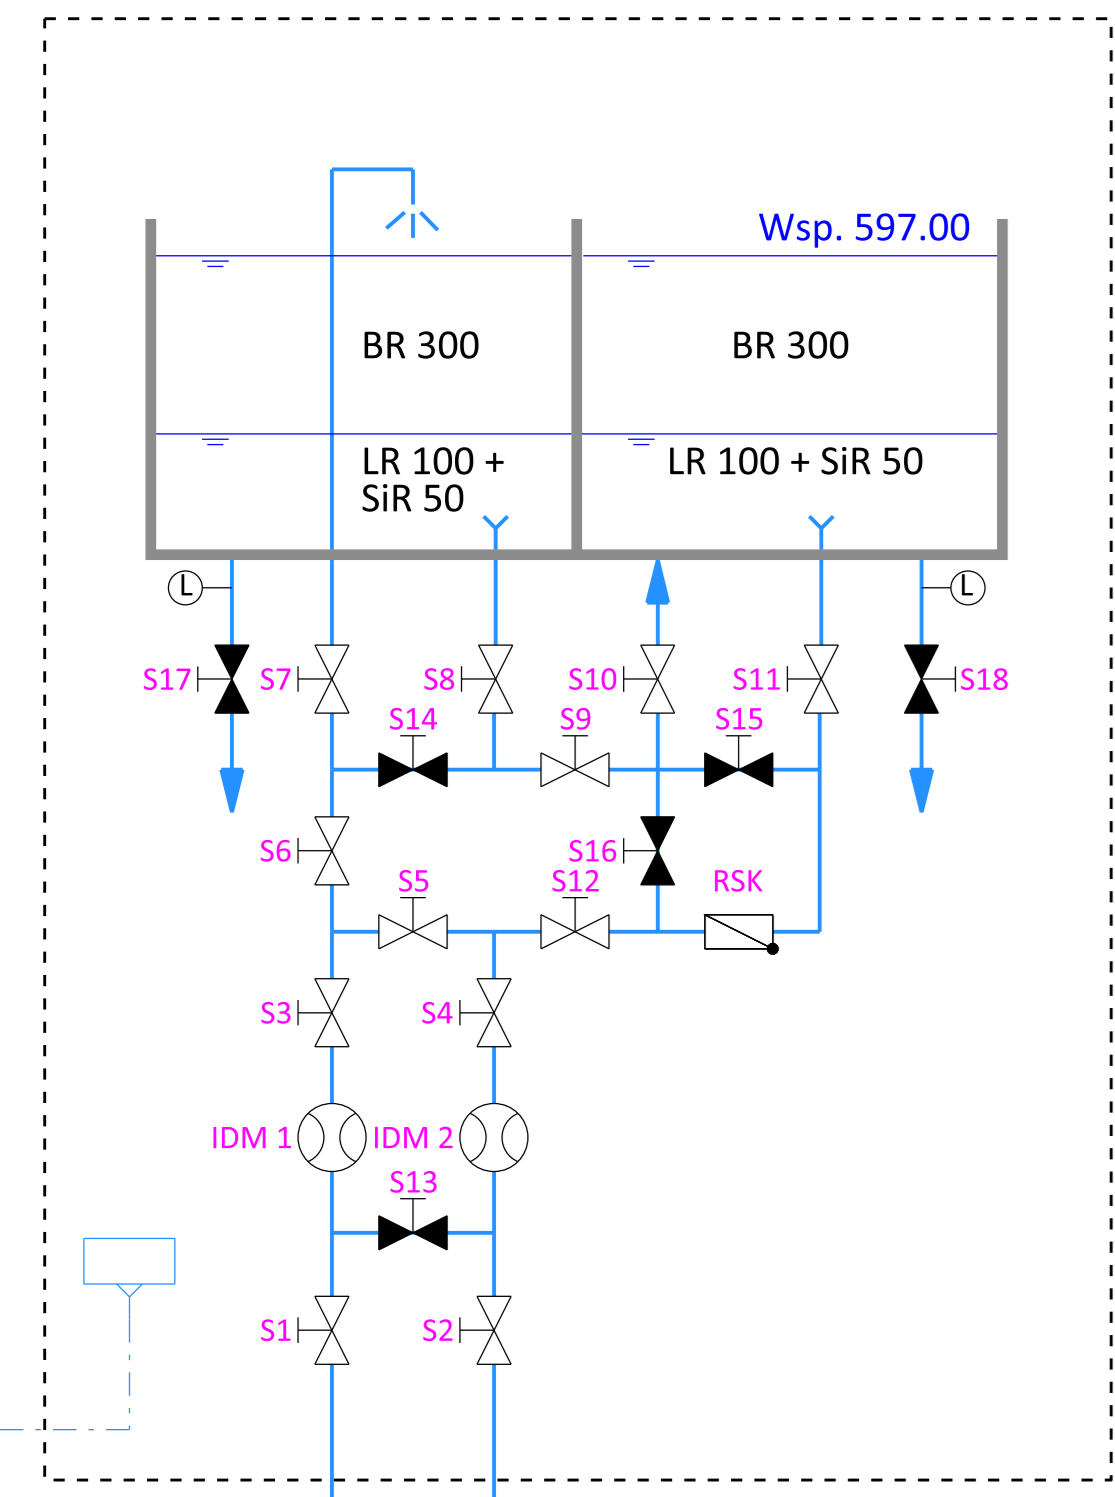 Wsp. 597.00
BR 300
BR 300
LR 100 +
SiR 50
LR 100 + SiR 50
L
L
S17
S7
S8
S10
S11
S18
S14
S9
S15
S6
S16
S5
S12
RSK
S3
S4
IDM 1
IDM 2
S13
S1
S2